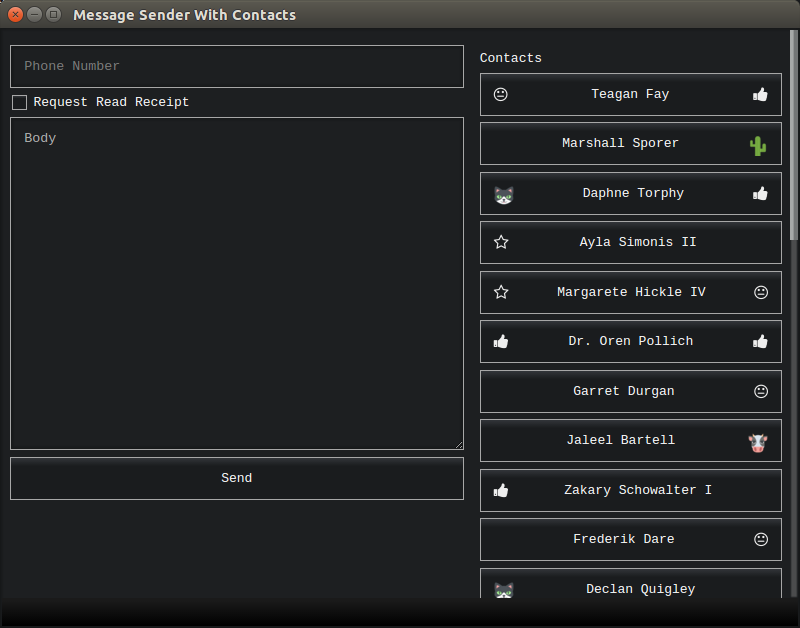 Message Sender With Contacts
Phone Number
Request Read Receipt
Body
Send
Contacts
Teagan Fay
Marshall Sporer
Daphne Torphy
Ayla Simonis II
Margarete Hickle IV
Dr. Oren Pollich
Garret Durgan
Jaleel Bartell
Zakary Schowalter I
Frederik Dare
Declan Quigley